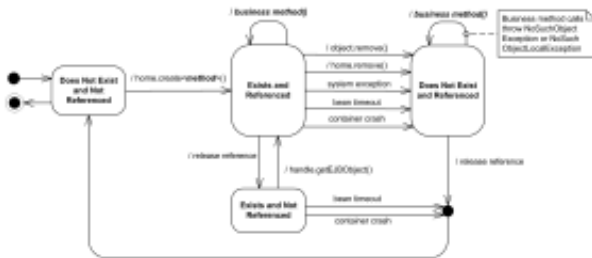 / business method()
/ business method()
Business method calls
throw NoSuchObject
Exception or NoSuch
ObjectLocalException
/ object.remove()
/ home.remove()
Does Not Exist
and Not
Referenced
/ home.create<method>()
Exists and
Referenced
system exception
Does Not Exist
and Referenced
bean timeout
container crash
/ release reference
/ handle.getEJBObject()
/ release reference
Exists and Not
Referenced
bean timeout
container crash